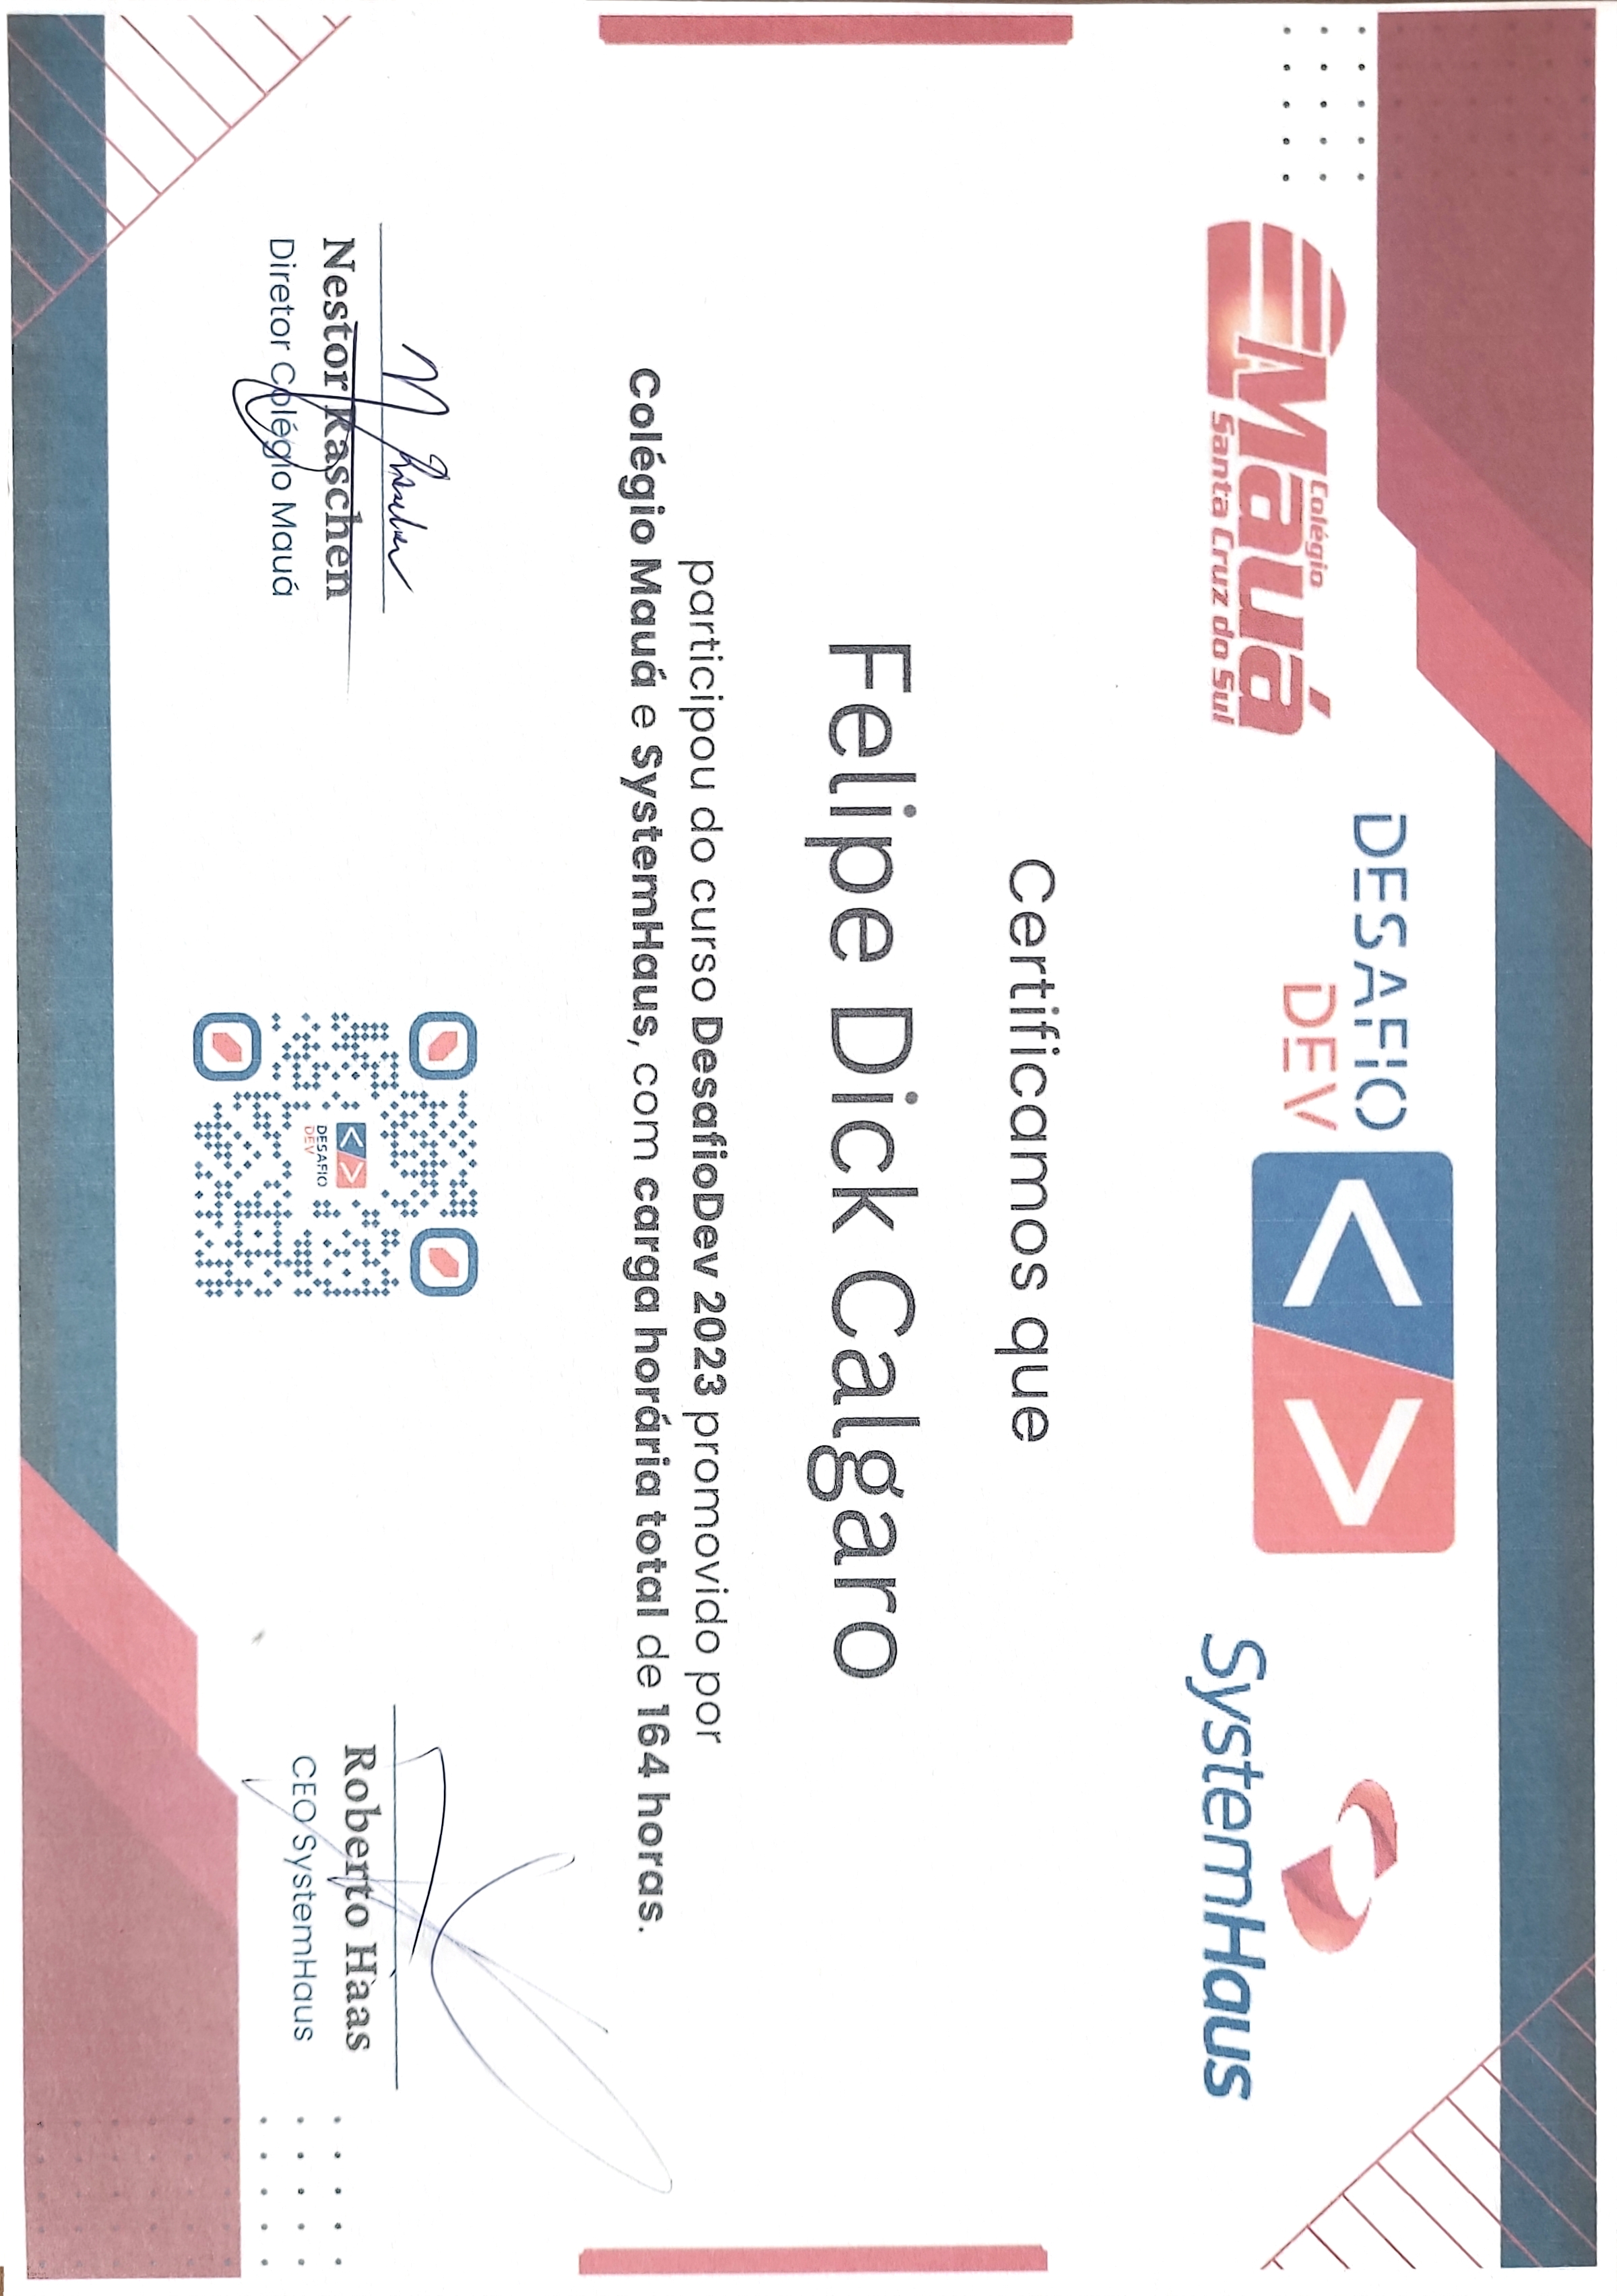 DESAFIO
DEV
< >
Colégio
Mauá
Santa Cruz do Sul
SystemHaus
Certificamos que
Felipe Dick Calgaro
participou do curso DesafioDev 2023 promovido por
Colégio Mauá e SystemHaus, com carga horária total de 164 horas.
Nestor Raschen
Diretor Colégio Mauá
< >
DESAFIO
DEV
Roberto Haas
CEO SystemHaus